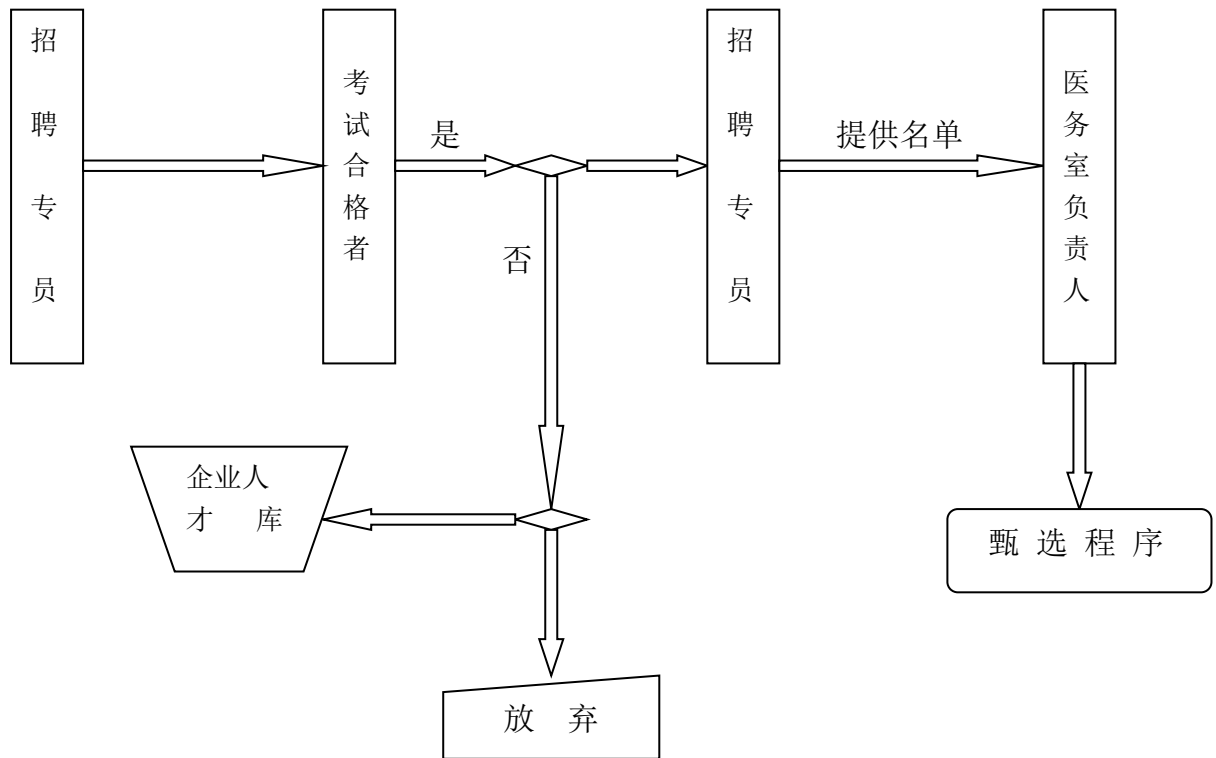 招聘专员
考试合格者
是
招聘专员
提供名单
医务室负责人
否
企业人
才 库
甄 选 程 序
放 弃